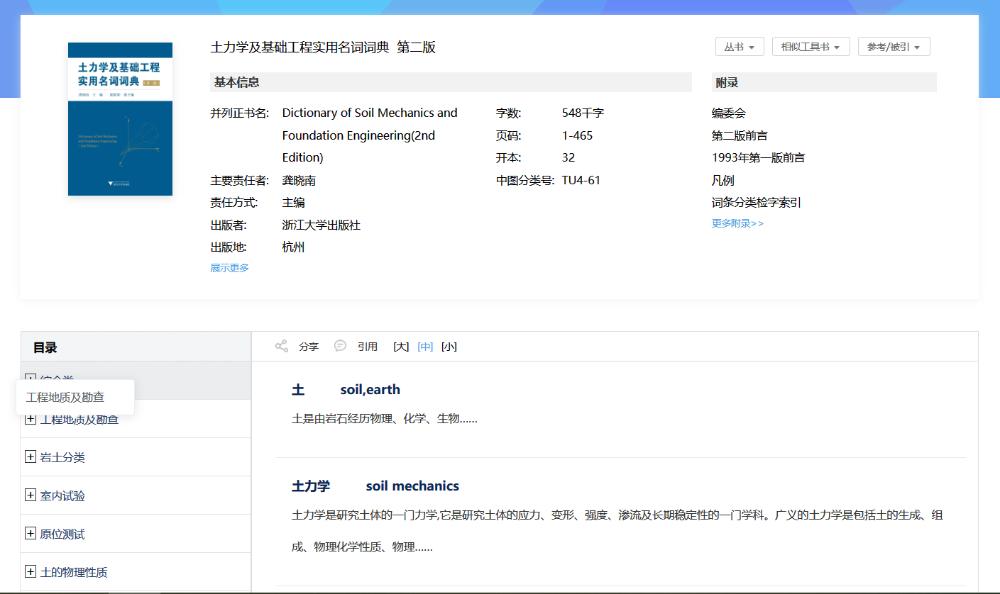 土力学及基础工程
实用名词词典
Dictionary of Soil Mechanics
and Foundation Engineering
( 2nd Edition )
土力学及基础工程实用名词词典 第二版
丛书
相似工具书
参考/被引
基本信息
并列正书名: Dictionary of Soil Mechanics and
Foundation Engineering(2nd
Edition)
主要责任者: 龚晓南
责任方式: 主编
出版者: 浙江大学出版社
出版地: 杭州
展示更多
字数: 548千字
页码: 1-465
开本: 32
中图分类号: TU4-61
附录
编委会
第二版前言
1993年第一版前言
凡例
词条分类检字索引
更多附录>>
目录
综合类
工程地质及勘查
工程地质及勘查
岩土分类
室内试验
原位测试
土的物理性质
分享 引用 [大] [中] [小]
土 soil,earth
土是由岩石经历物理、化学、生物......
土力学 soil mechanics
土力学是研究土体的一门力学,它是研究土体的应力、变形、强度、渗流及长期稳定性的一门学科。广义的土力学是包括土的生成、组
成、物理化学性质、物理......